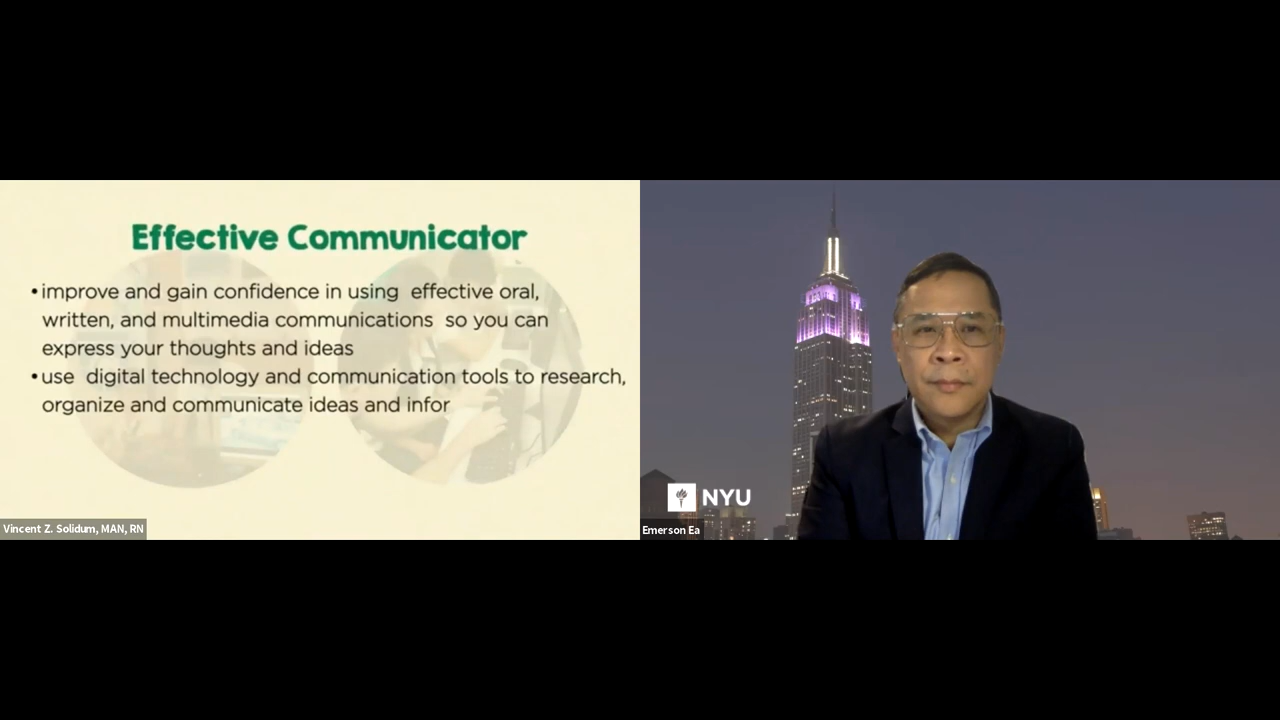 Effective Communicator
• improve and gain confidence in using effective oral,
written, and multimedia communications so you can
express your thoughts and ideas
• use digital technology and communication tools to research,
organize and communicate ideas and infor
Vincent Z. Solidum, MAN, RN
NYU
Emerson Ea